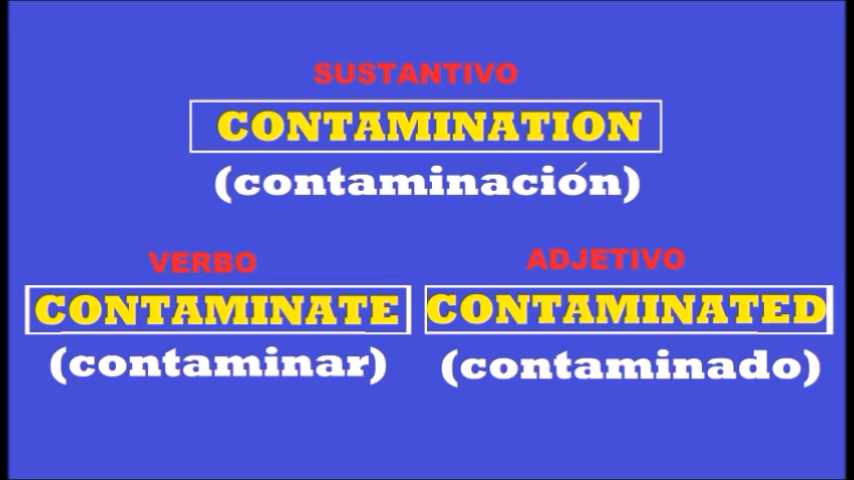 SUSTANTIVO
CONTAMINATION
(contaminación)
VERBO
CONTAMINATE
(contaminar)
ADJETIVO
CONTAMINATED
(contaminado)